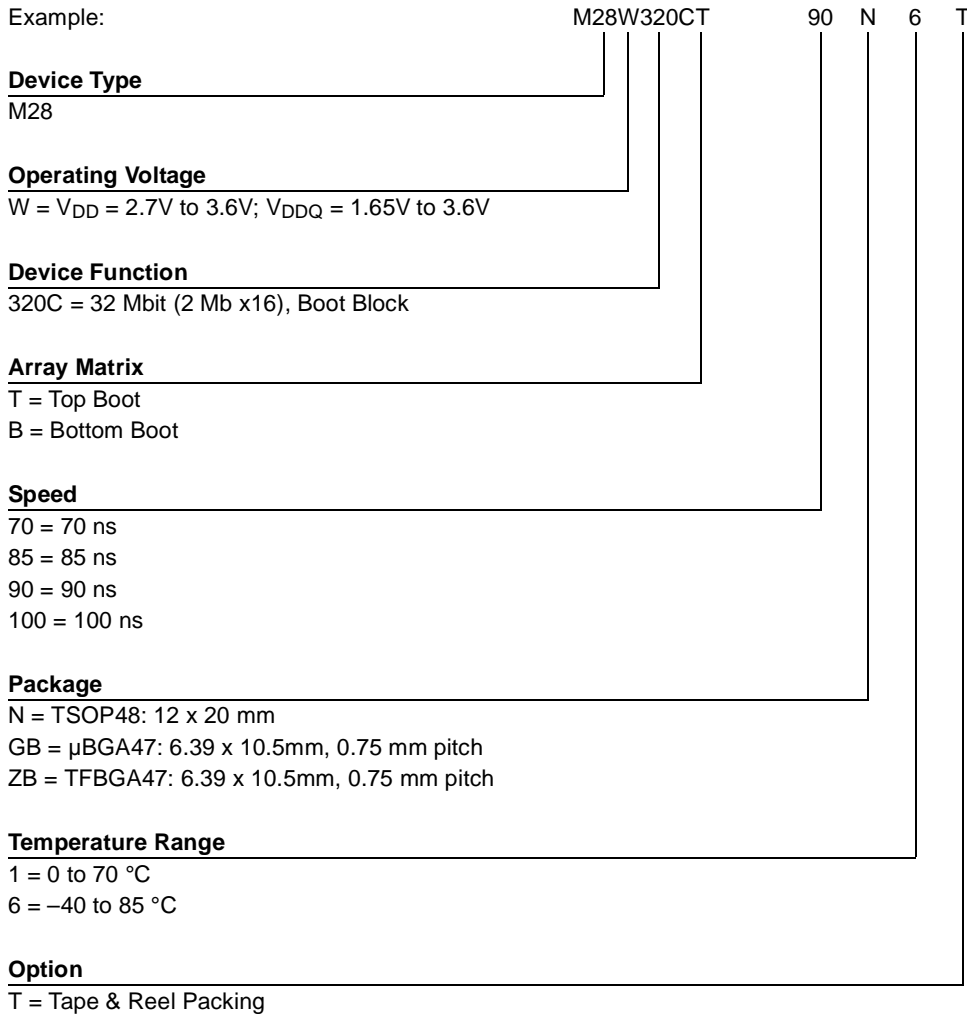 Example: M28W320CT 90 N 6 T
Device Type
M28
Operating Voltage
W = VDD = 2.7V to 3.6V; VDDQ = 1.65V to 3.6V
Device Function
320C = 32 Mbit (2 Mb x16), Boot Block
Array Matrix
T = Top Boot
B = Bottom Boot
Speed
70 = 70 ns
85 = 85 ns
90 = 90 ns
100 = 100 ns
Package
N = TSOP48: 12 x 20 mm
GB = µBGA47: 6.39 x 10.5mm, 0.75 mm pitch
ZB = TFBGA47: 6.39 x 10.5mm, 0.75 mm pitch
Temperature Range
1 = 0 to 70 °C
6 = –40 to 85 °C
Option
T = Tape & Reel Packing